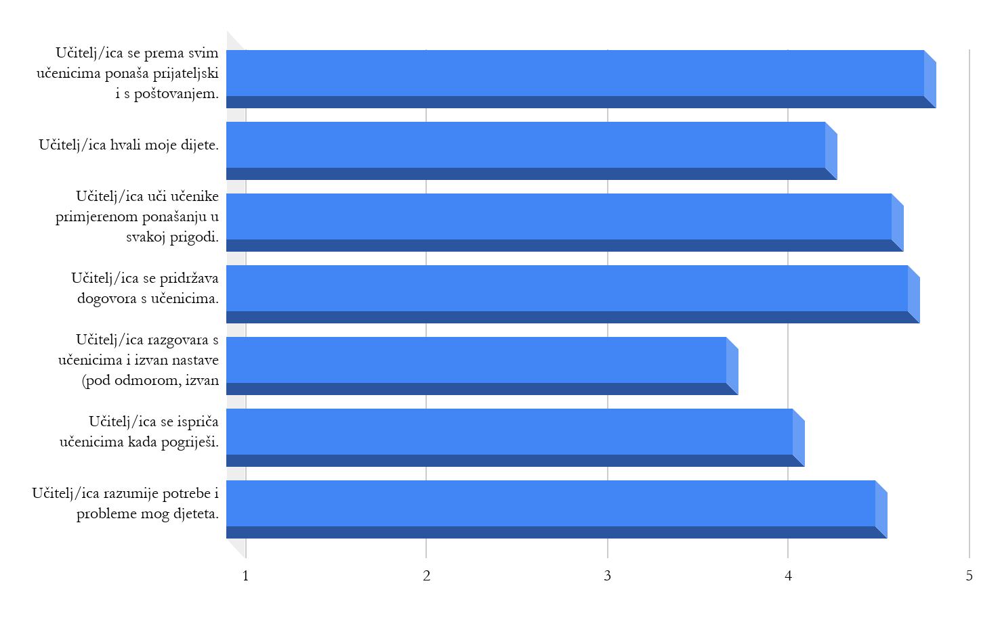 Učitelj/ica se prema svim
učenicima ponaša prijateljski
i s poštovanjem.
Učitelj/ica hvali moje dijete.
Učitelj/ica uči učenike
primjerenom ponašanju u
svakoj prigodi.
Učitelj/ica se pridržava
dogovora s učenicima.
Učitelj/ica razgovara s
učenicima i izvan nastave
(pod odmorom, izvan
Učitelj/ica se ispriča
učenicima kada pogriješi.
Učitelj/ica razumije potrebe i
probleme mog djeteta.
1 2 3 4 5